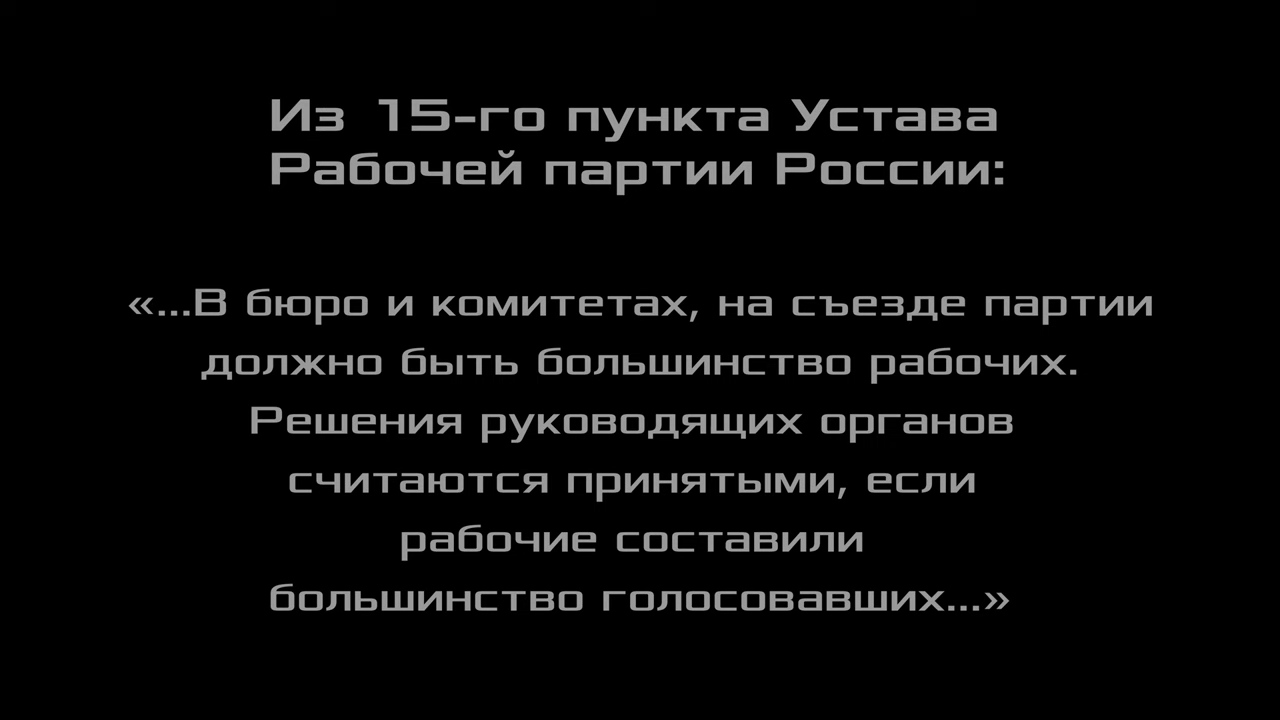 Из 15-го пункта Устава
Рабочей партии России:
«...В бюро и комитетах, на съезде партии
должно быть большинство рабочих.
Решения руководящих органов
считаются принятыми, если
рабочие составили
большинство голосовавших...»